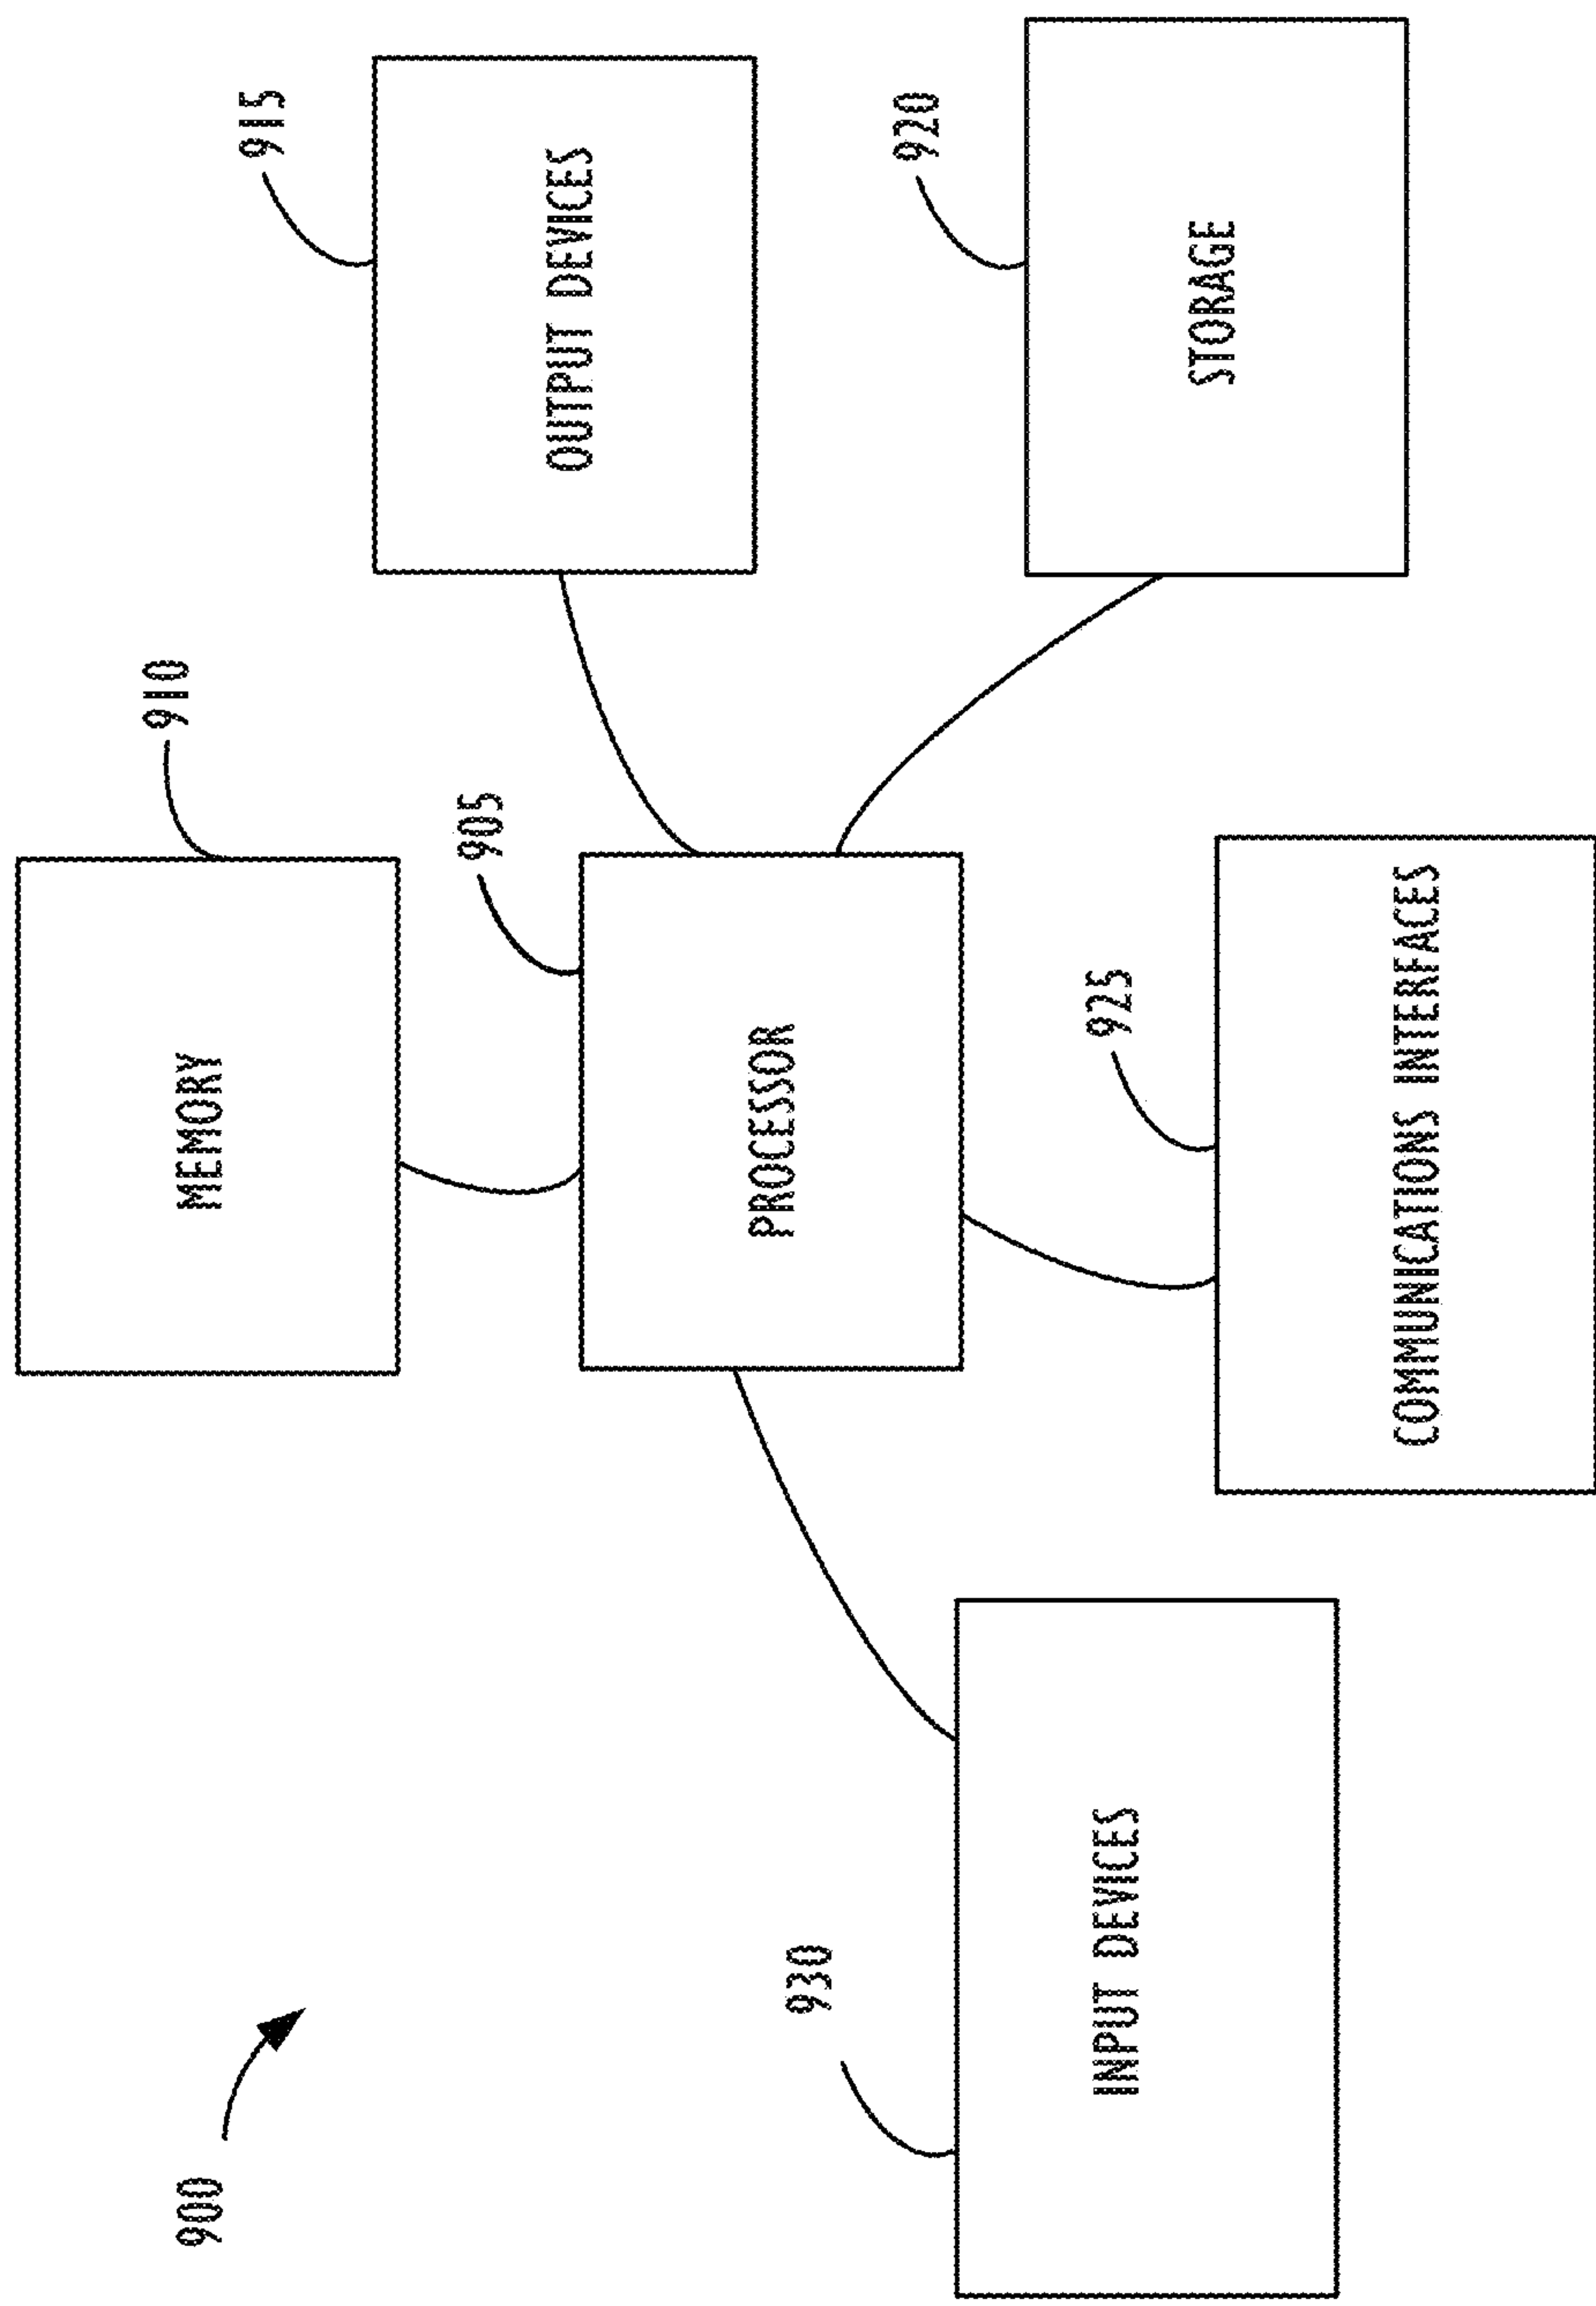 900
MEMORY
910
905
PROCESSOR
OUTPUT DEVICES
915
930
INPUT DEVICES
925
COMMUNICATIONS INTERFACES
920
STORAGE